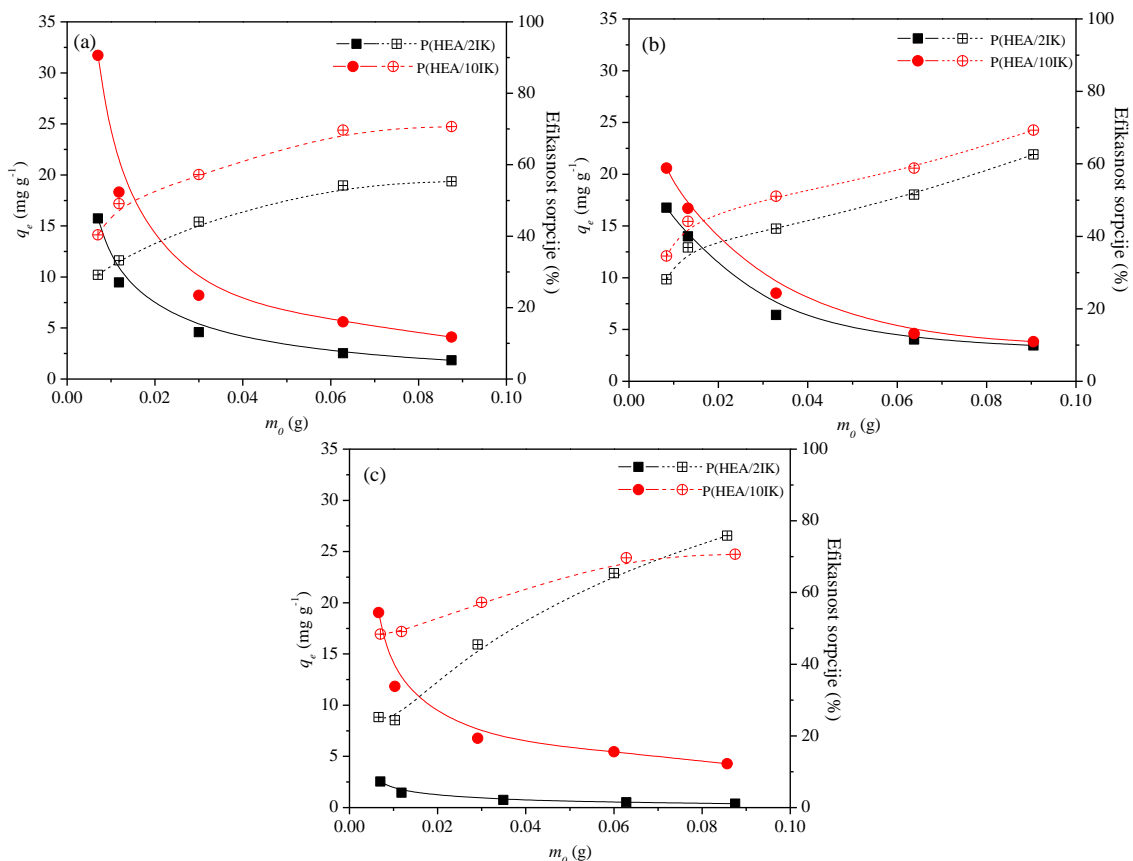 (a)
P(HEA/2IK)
P(HEA/10IK)
35
30
25
20
15
10
5
0
q_e (mg g⁻¹)
100
80
60
40
20
0
Efikasnost sorpcije (%)
0.00 0.02 0.04 0.06 0.08 0.10
m_0 (g)
(b)
P(HEA/2IK)
P(HEA/10IK)
35
30
25
20
15
10
5
0
q_e (mg g⁻¹)
100
80
60
40
20
0
Efikasnost sorpcije (%)
0.00 0.02 0.04 0.06 0.08 0.10
m_0 (g)
(c)
P(HEA/2IK)
P(HEA/10IK)
35
30
25
20
15
10
5
0
q_e (mg g⁻¹)
100
80
60
40
20
0
Efikasnost sorpcije (%)
0.00 0.02 0.04 0.06 0.08 0.10
m_0 (g)